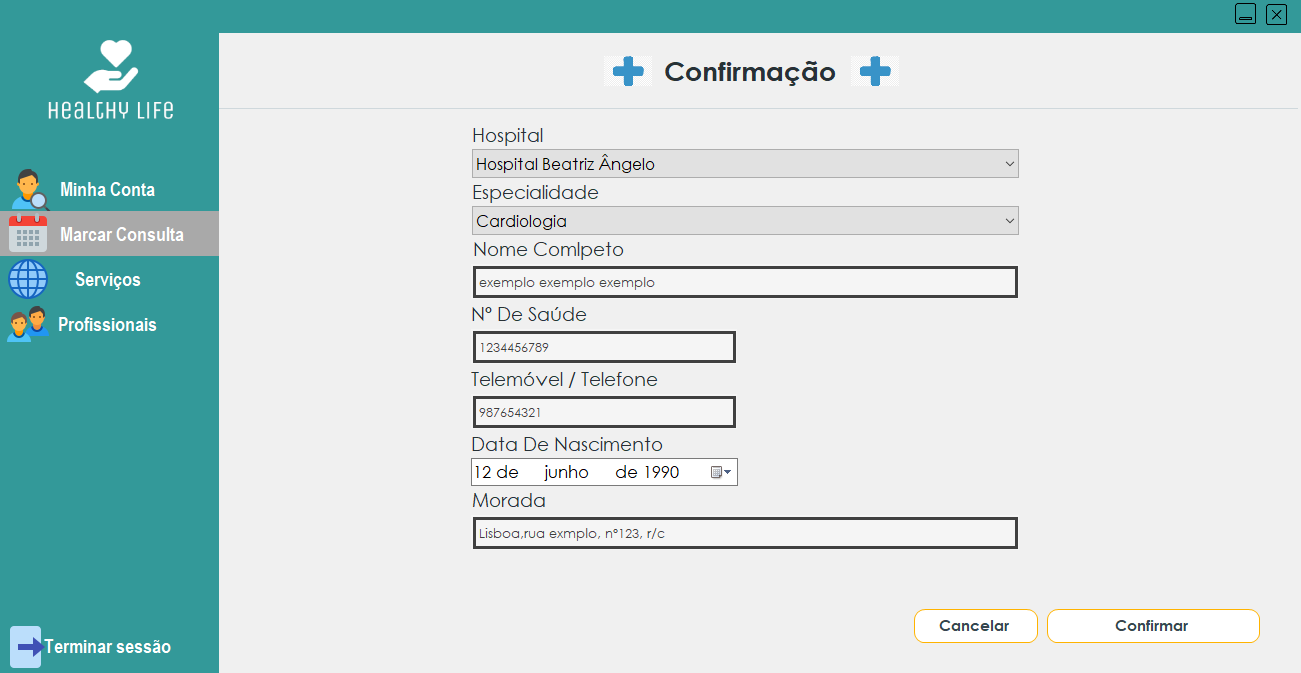 HEALTHY LIFE
Minha Conta
Marcar Consulta
Serviços
Profissionais
Terminar sessão
Confirmação
Hospital
Hospital Beatriz Ângelo
Especialidade
Cardiologia
Nome Comlpeto
exemplo exemplo exemplo
Nº De Saúde
1234456789
Telemóvel / Telefone
987654321
Data De Nascimento
12 de junho de 1990
Morada
Lisboa,rua exmplo, nº123, r/c
Cancelar Confirmar